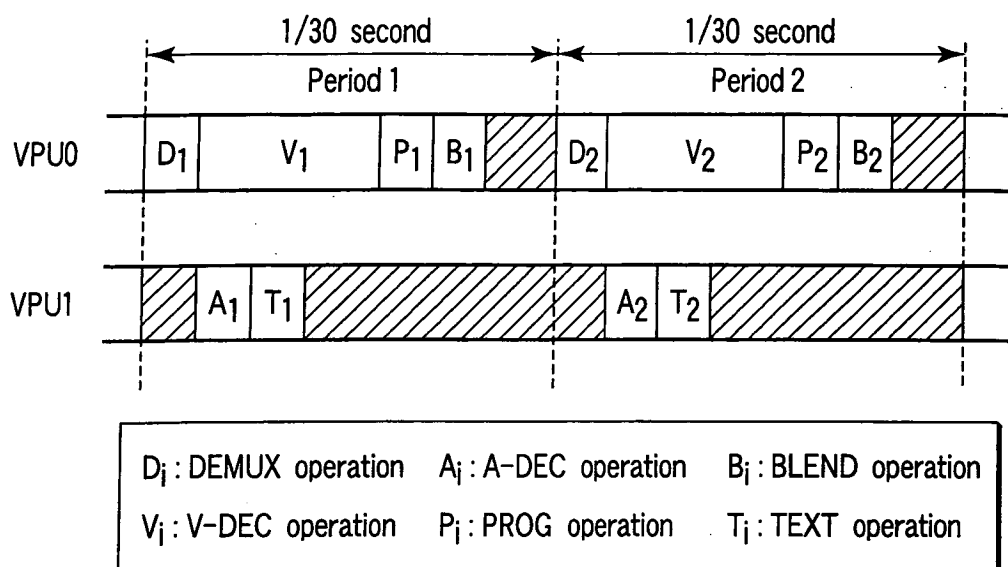 1/30 second 1/30 second
Period 1 Period 2
VPU0 D1 V1 P1 B1 D2 V2 P2 B2
VPU1 A1 T1 A2 T2
Di : DEMUX operation Ai : A-DEC operation Bi : BLEND operation
Vi : V-DEC operation Pi : PROG operation Ti : TEXT operation